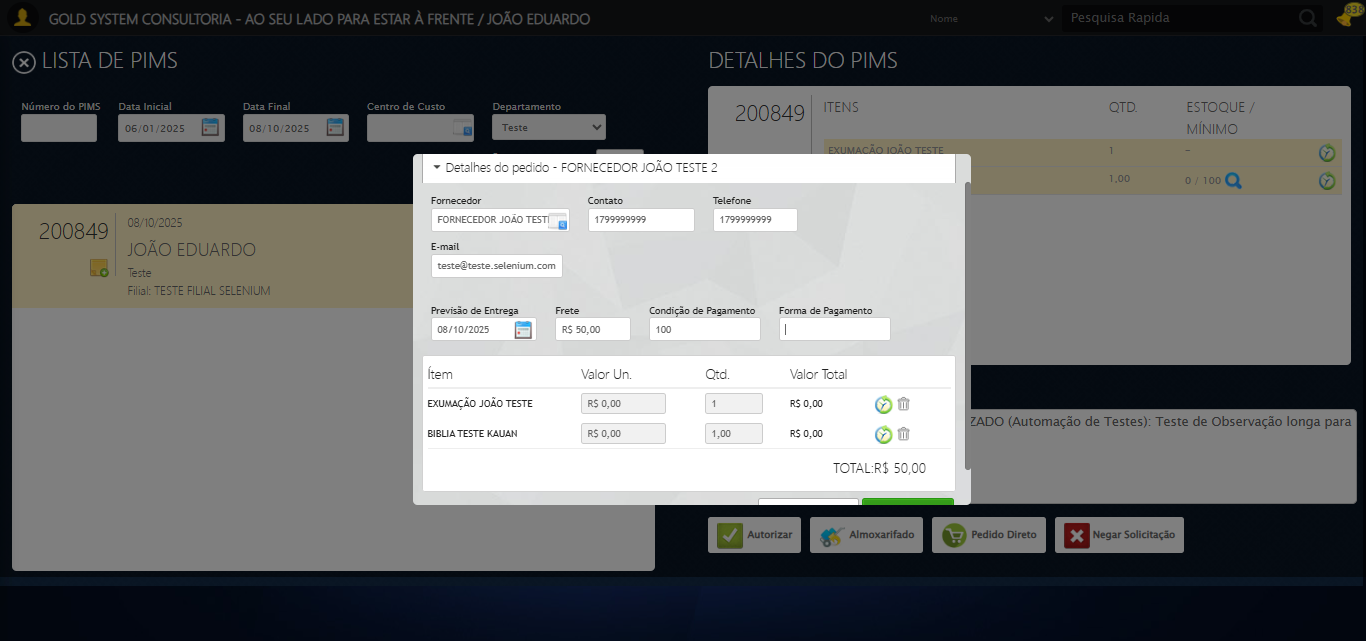 GOLD SYSTEM CONSULTORIA - AO SEU LADO PARA ESTAR À FRENTE / JOÃO EDUARDO
Nome
Pesquisa Rapida
838
LISTA DE PIMS
Número do PIMS
Data Inicial
Data Final
Centro de Custo
Departamento
06/01/2025
08/10/2025
Teste
200849
08/10/2025
JOÃO EDUARDO
Teste
Filial: TESTE FILIAL SELENIUM
DETALHES DO PIMS
200849
ITENS
QTD.
ESTOQUE /
MÍNIMO
EXUMAÇÃO JOÃO TESTE
1
–
1,00
0 / 100
Detalhes do pedido - FORNECEDOR JOÃO TESTE 2
Fornecedor
Contato
Telefone
FORNECEDOR JOÃO TEST
1799999999
1799999999
E-mail
teste@teste.selenium.com
Previsão de Entrega
Frete
Condição de Pagamento
Forma de Pagamento
08/10/2025
R$ 50,00
100
Ítem
Valor Un.
Qtd.
Valor Total
EXUMAÇÃO JOÃO TESTE
R$ 0,00
1
R$ 0,00
BIBLIA TESTE KAUAN
R$ 0,00
1,00
R$ 0,00
TOTAL:R$ 50,00
ZADO (Automação de Testes): Teste de Observação longa para
Autorizar
Almoxarifado
Pedido Direto
Negar Solicitação